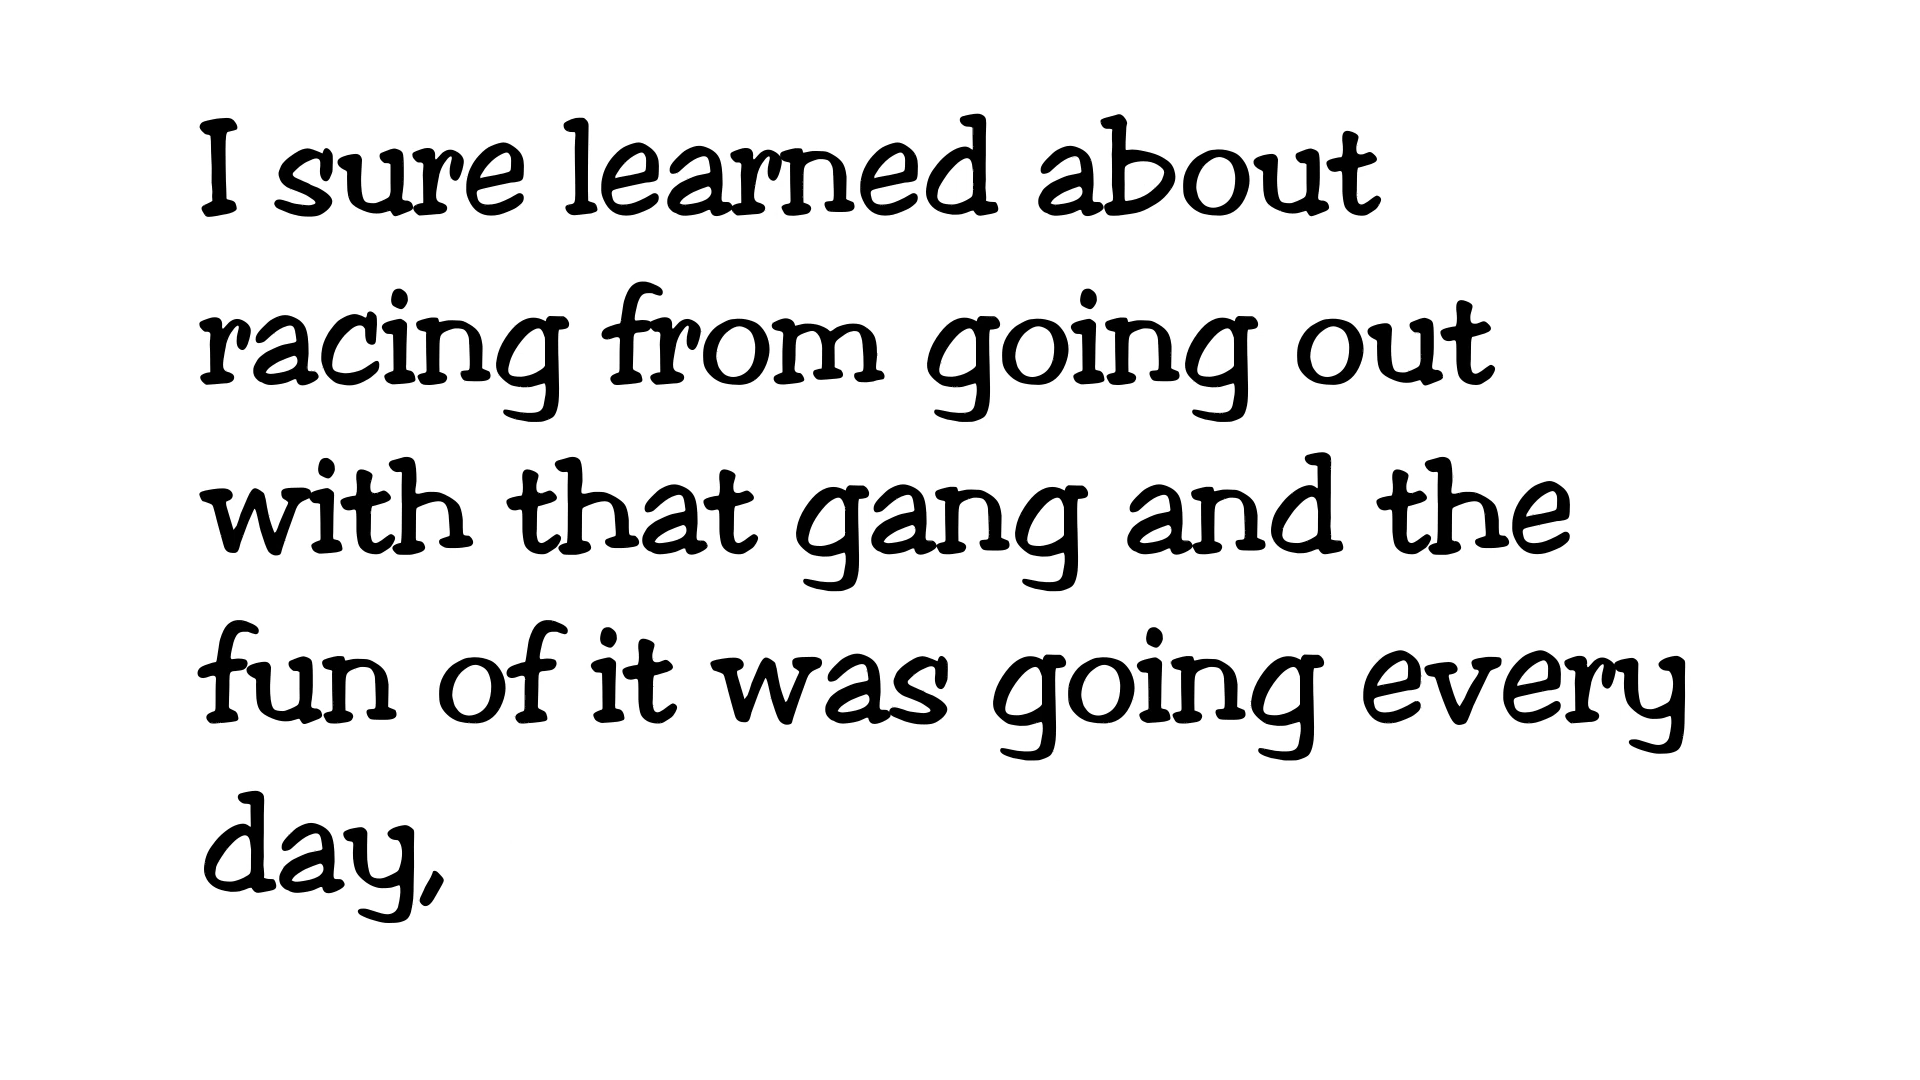 I sure learned about
racing from going out
with that gang and the
fun of it was going every
day,